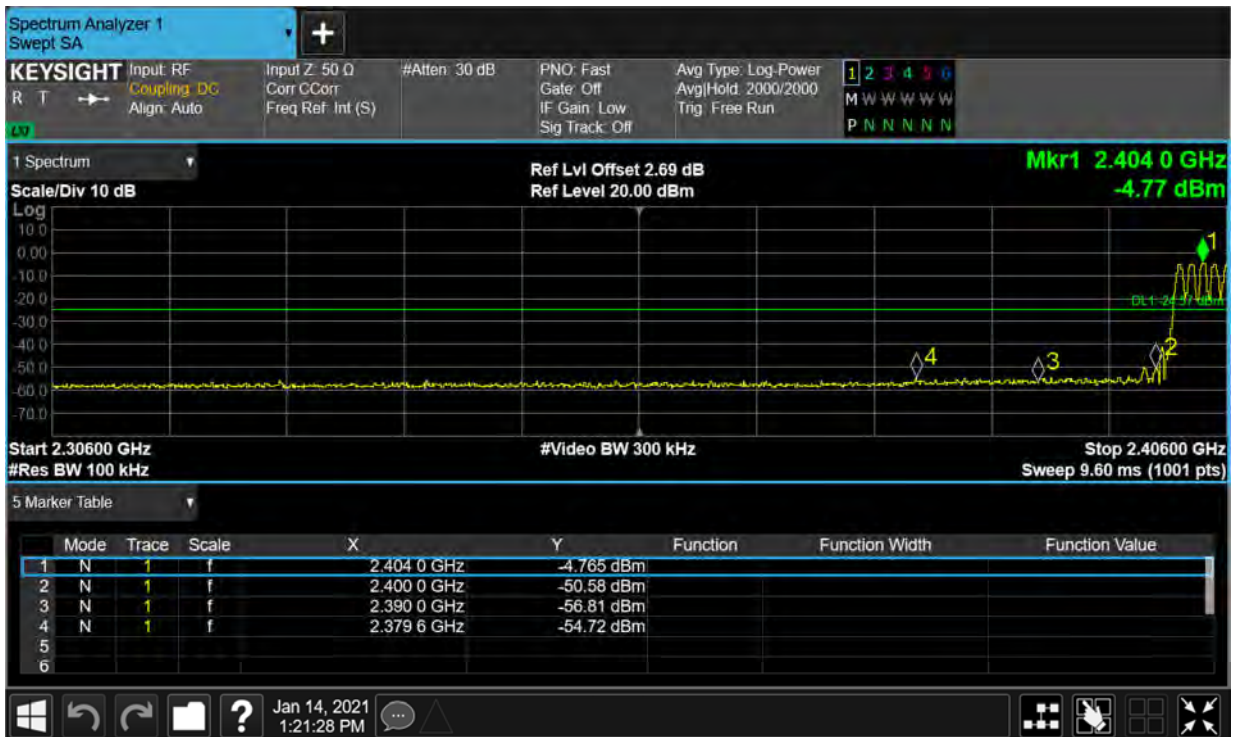 Spectrum Analyzer 1
Swept SA
+
KEYSIGHT Input: RF Input Z: 50 Ω #Atten: 30 dB PNO: Fast Avg Type: Log-Power 1 2 3 4 5 6
R T Coupling: DC Corr CCorr Gate: Off Avg|Hold: 2000/2000 M W W W W W
Align: Auto Freq Ref: Int (S) IF Gain: Low Trig: Free Run
Sig Track: Off P N N N N N
LXI
1 Spectrum Ref Lvl Offset 2.69 dB Mkr1 2.404 0 GHz
Scale/Div 10 dB Ref Level 20.00 dBm -4.77 dBm
Log
10.0
0.00
-10.0
-20.0
-30.0
-40.0
-50.0
-60.0
-70.0
1
DL1 -24.57 dBm
4 3 2
Start 2.30600 GHz #Video BW 300 kHz Stop 2.40600 GHz
#Res BW 100 kHz Sweep 9.60 ms (1001 pts)
5 Marker Table
Mode Trace Scale X Y Function Function Width Function Value
1 N 1 f 2.404 0 GHz -4.765 dBm
2 N 1 f 2.400 0 GHz -50.58 dBm
3 N 1 f 2.390 0 GHz -56.81 dBm
4 N 1 f 2.379 6 GHz -54.72 dBm
5
6
? Jan 14, 2021
1:21:28 PM